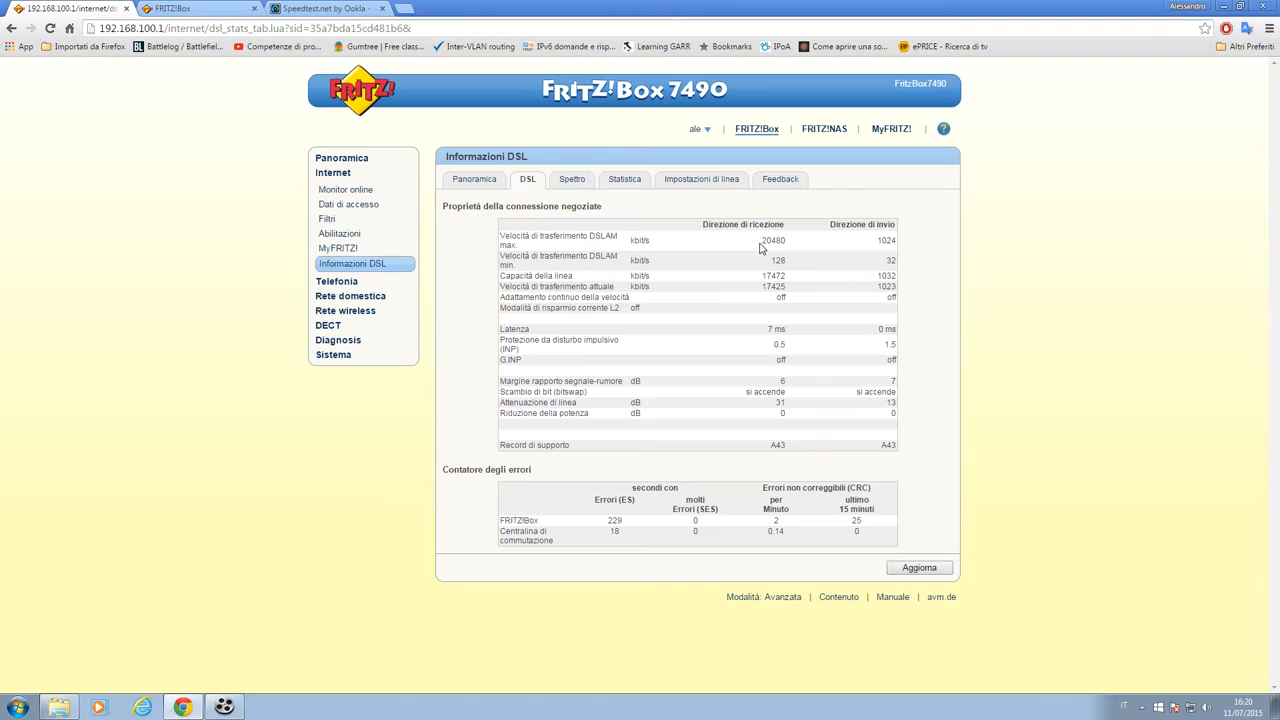 192.168.100.1/internet/ds
FRITZ!Box
Speedtest.net by Ookla -
Alessandro
192.168.100.1/internet/dsl_stats_tab.lua?sid=35a7bda15cd481b6&
App
Importati da Firefox
Battlelog / Battlefiel...
Competenze di pro...
Gumtree | Free class...
Inter-VLAN routing
IPv6 domande e risp...
Learning GARR
Bookmarks
IPoA
Come aprire una so...
ePRICE - Ricerca di tv
Altri Preferiti
FRITZ!
FRITZ!Box 7490
FritzBox7490
ale | FRITZ!Box | FRITZ!NAS | MyFRITZ! | ?
Panoramica
Internet
Monitor online
Dati di accesso
Filtri
Abilitazioni
MyFRITZ!
Informazioni DSL
Telefonia
Rete domestica
Rete wireless
DECT
Diagnosis
Sistema
Informazioni DSL
Panoramica DSL Spettro Statistica Impostazioni di linea Feedback
Proprietà della connessione negoziate
Direzione di ricezione Direzione di invio
Velocità di trasferimento DSLAM
max. kbit/s 20480 1024
Velocità di trasferimento DSLAM
min. kbit/s 128 32
Capacità della linea kbit/s 17472 1032
Velocità di trasferimento attuale kbit/s 17425 1023
Adattamento continuo della velocità off off
Modalità di risparmio corrente L2 off
Latenza 7 ms 0 ms
Protezione da disturbo impulsivo
(INP) 0.5 1.5
G.INP off off
Margine rapporto segnale-rumore dB 6 7
Scambio di bit (bitswap) si accende si accende
Attenuazione di linea dB 31 13
Riduzione della potenza dB 0 0
Record di supporto A43 A43
Contatore degli errori
secondi con Errori non correggibili (CRC)
Errori (ES) molti per ultimo
Errori (SES) Minuto 15 minuti
FRITZ!Box 229 0 2 25
Centralina di
commutazione 18 0 0.14 0
Aggiorna
Modalità: Avanzata | Contenuto | Manuale | avm.de
IT
16:20
11/07/2015